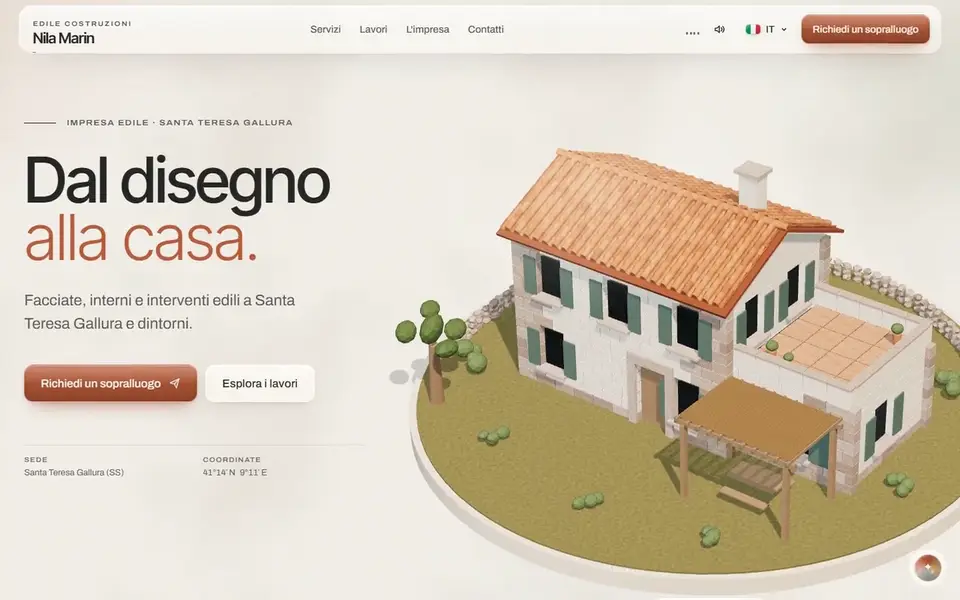 EDILE COSTRUZIONI
Nila Marin
Servizi
Lavori
L'impresa
Contatti
IT
Richiedi un sopralluogo
IMPRESA EDILE · SANTA TERESA GALLURA
Dal disegno
alla casa.
Facciate, interni e interventi edili a Santa
Teresa Gallura e dintorni.
Richiedi un sopralluogo
Esplora i lavori
SEDE
Santa Teresa Gallura (SS)
COORDINATE
41°14′ N 9°11′ E